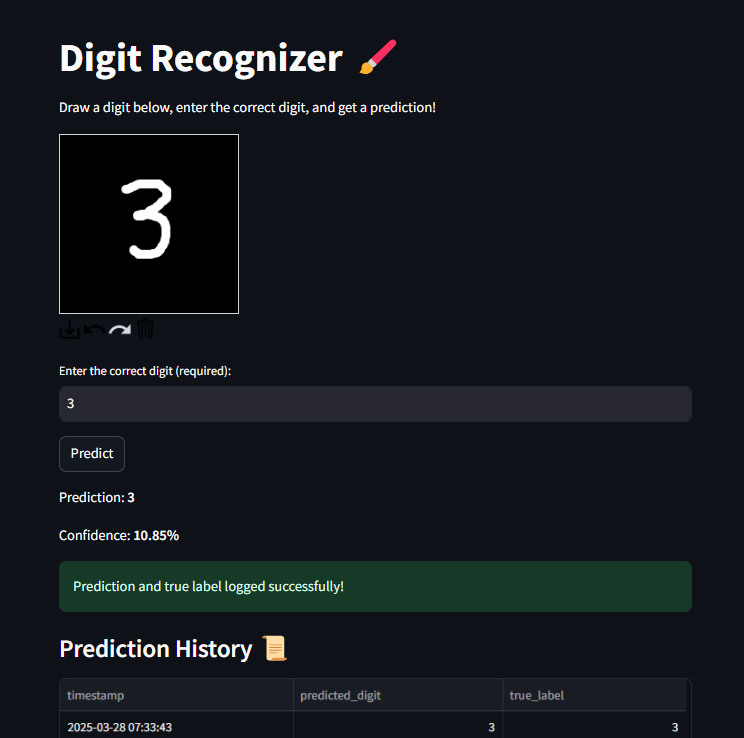 Digit Recognizer 🖌️
Draw a digit below, enter the correct digit, and get a prediction!
3
Enter the correct digit (required):
3
Predict
Prediction: 3
Confidence: 10.85%
Prediction and true label logged successfully!
Prediction History 📜
timestamp predicted_digit true_label
2025-03-28 07:33:43 3 3